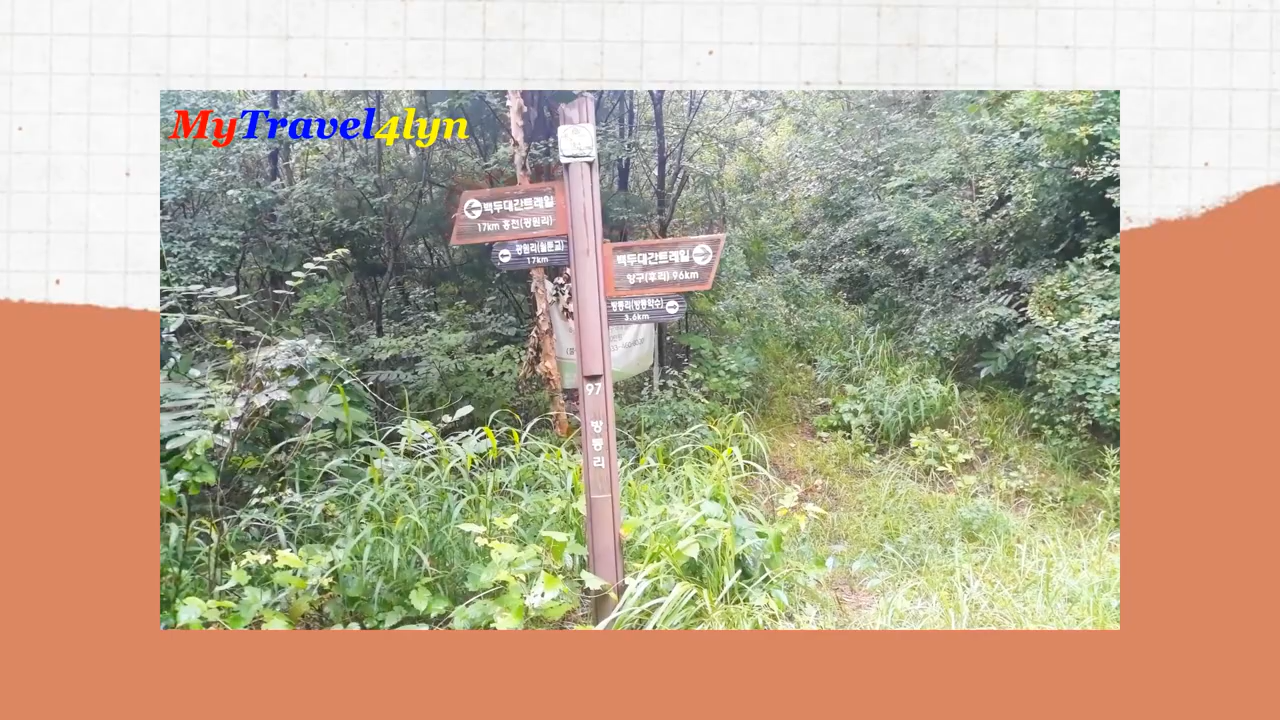 MyTravel4lyn
백두대간트레일
17km 홍천(광원리)
광원리(월둔교)
17km
백두대간트레일
양구(후리) 96km
방동리(방동약수)
3.6km
97
방동리